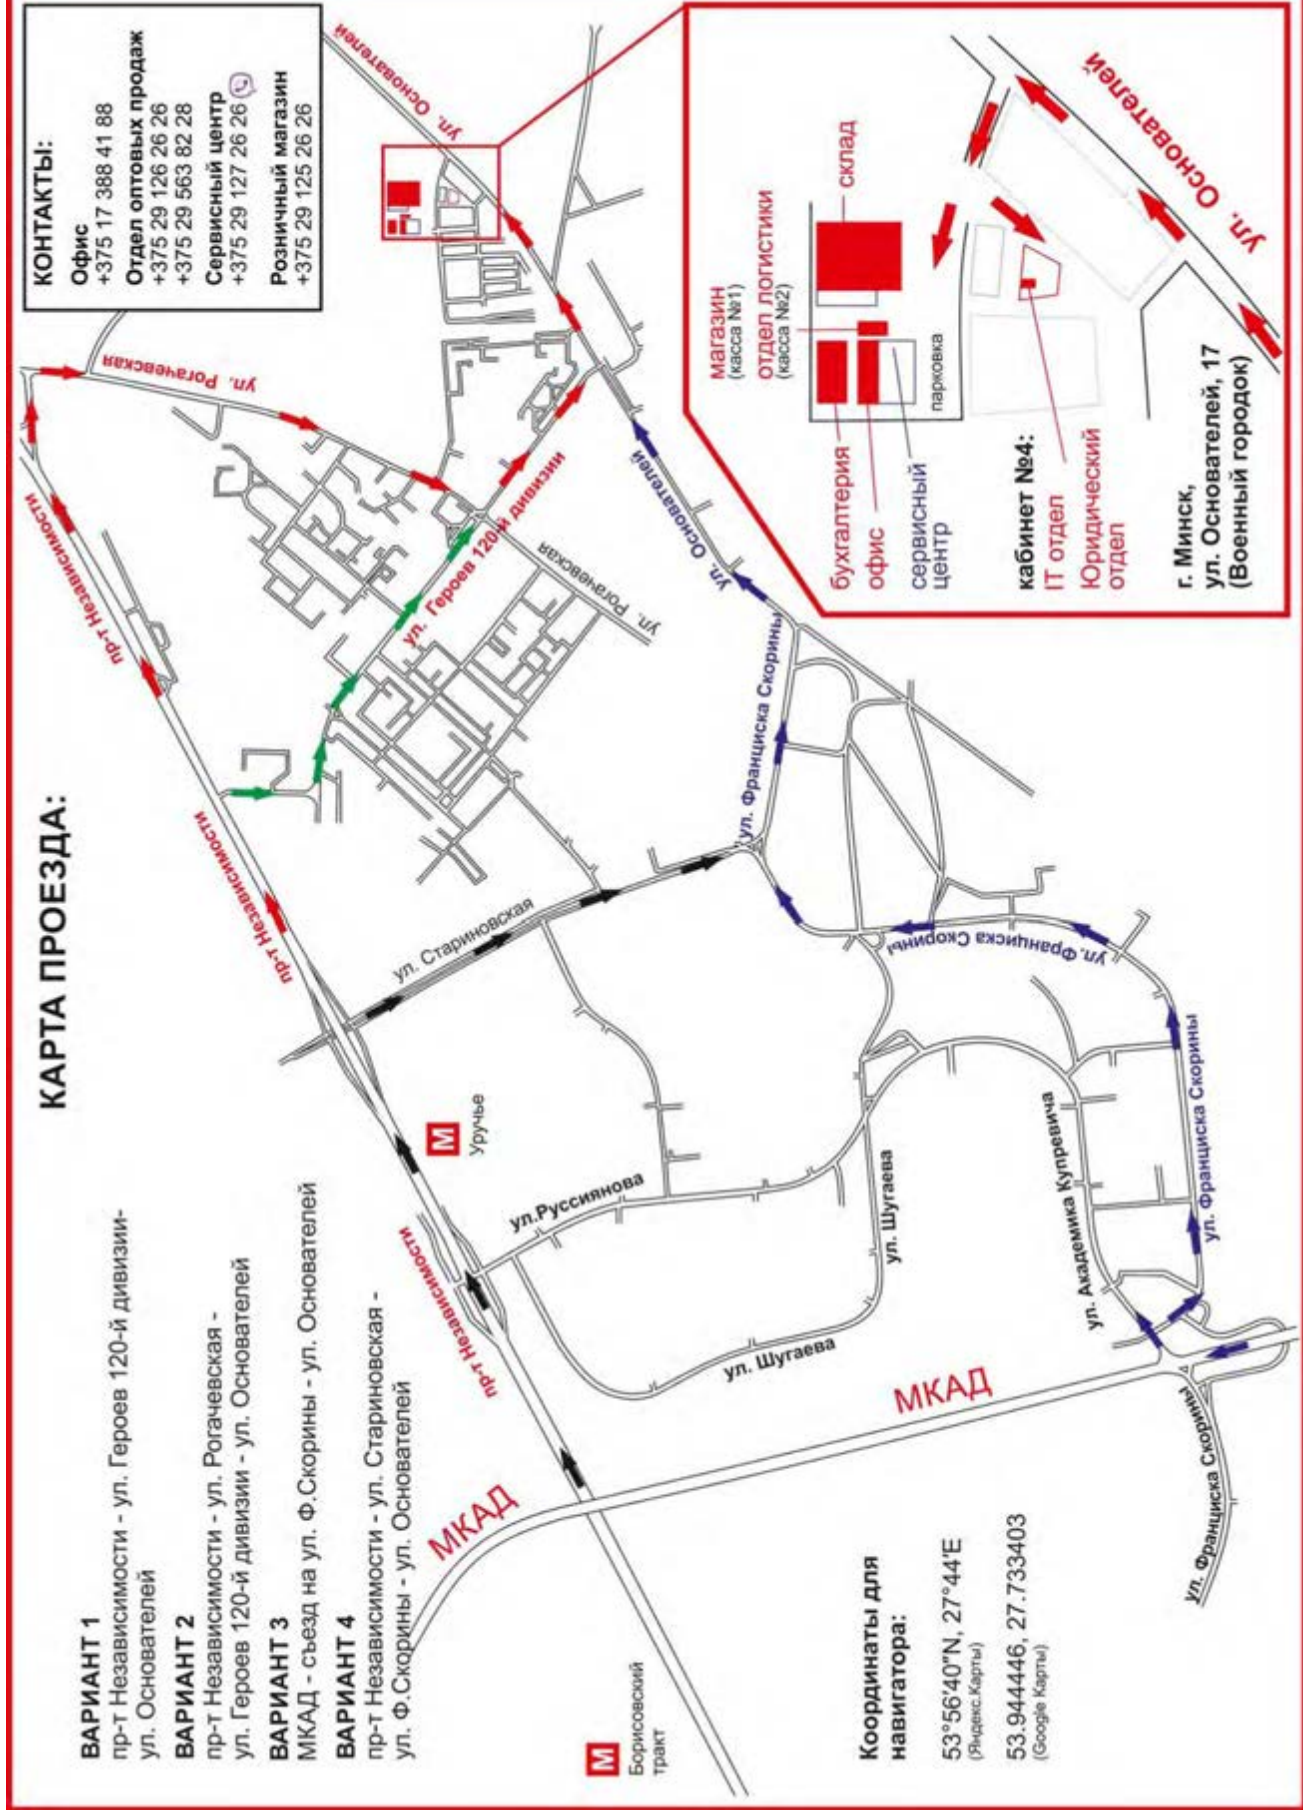 КАРТА ПРОЕЗДА:
ВАРИАНТ 1
пр-т Независимости - ул. Героев 120-й дивизии-
ул. Основателей
ВАРИАНТ 2
пр-т Независимости - ул. Рогачевская -
ул. Героев 120-й дивизии - ул. Основателей
ВАРИАНТ 3
МКАД - съезд на ул. Ф.Скорины - ул. Основателей
ВАРИАНТ 4
пр-т Независимости - ул. Стариновская -
ул. Ф.Скорины - ул. Основателей
КОНТАКТЫ:
Офис
+375 17 388 41 88
Отдел оптовых продаж
+375 29 126 26 26
+375 29 563 82 28
Сервисный центр
+375 29 127 26 26
Розничный магазин
+375 29 125 26 26
пр-т Независимости
пр-т Независимости
пр-т Независимости
ул. Рогачевская
ул. Основателей
ул. Героев 120-й дивизии
ул. Рогачевская
ул. Стариновская
ул. Основателей
ул. Франциска Скорины
ул.Франциска Скорины
ул. Франциска Скорины
ул. Франциска Скорины
М
Уручье
ул.Руссиянова
ул. Шугаева
ул. Шугаева
ул. Академика Купревича
МКАД
МКАД
М
Борисовский
тракт
Координаты для
навигатора:
53°56'40"N, 27°44'E
(Яндекс.Карты)
53.944446, 27.733403
(Google Карты)
магазин
(касса №1)
отдел логистики
(касса №2)
склад
бухгалтерия
офис
сервисный
центр
парковка
кабинет №4:
IT отдел
Юридический
отдел
ул. Основателей
г. Минск,
ул. Основателей, 17
(Военный городок)